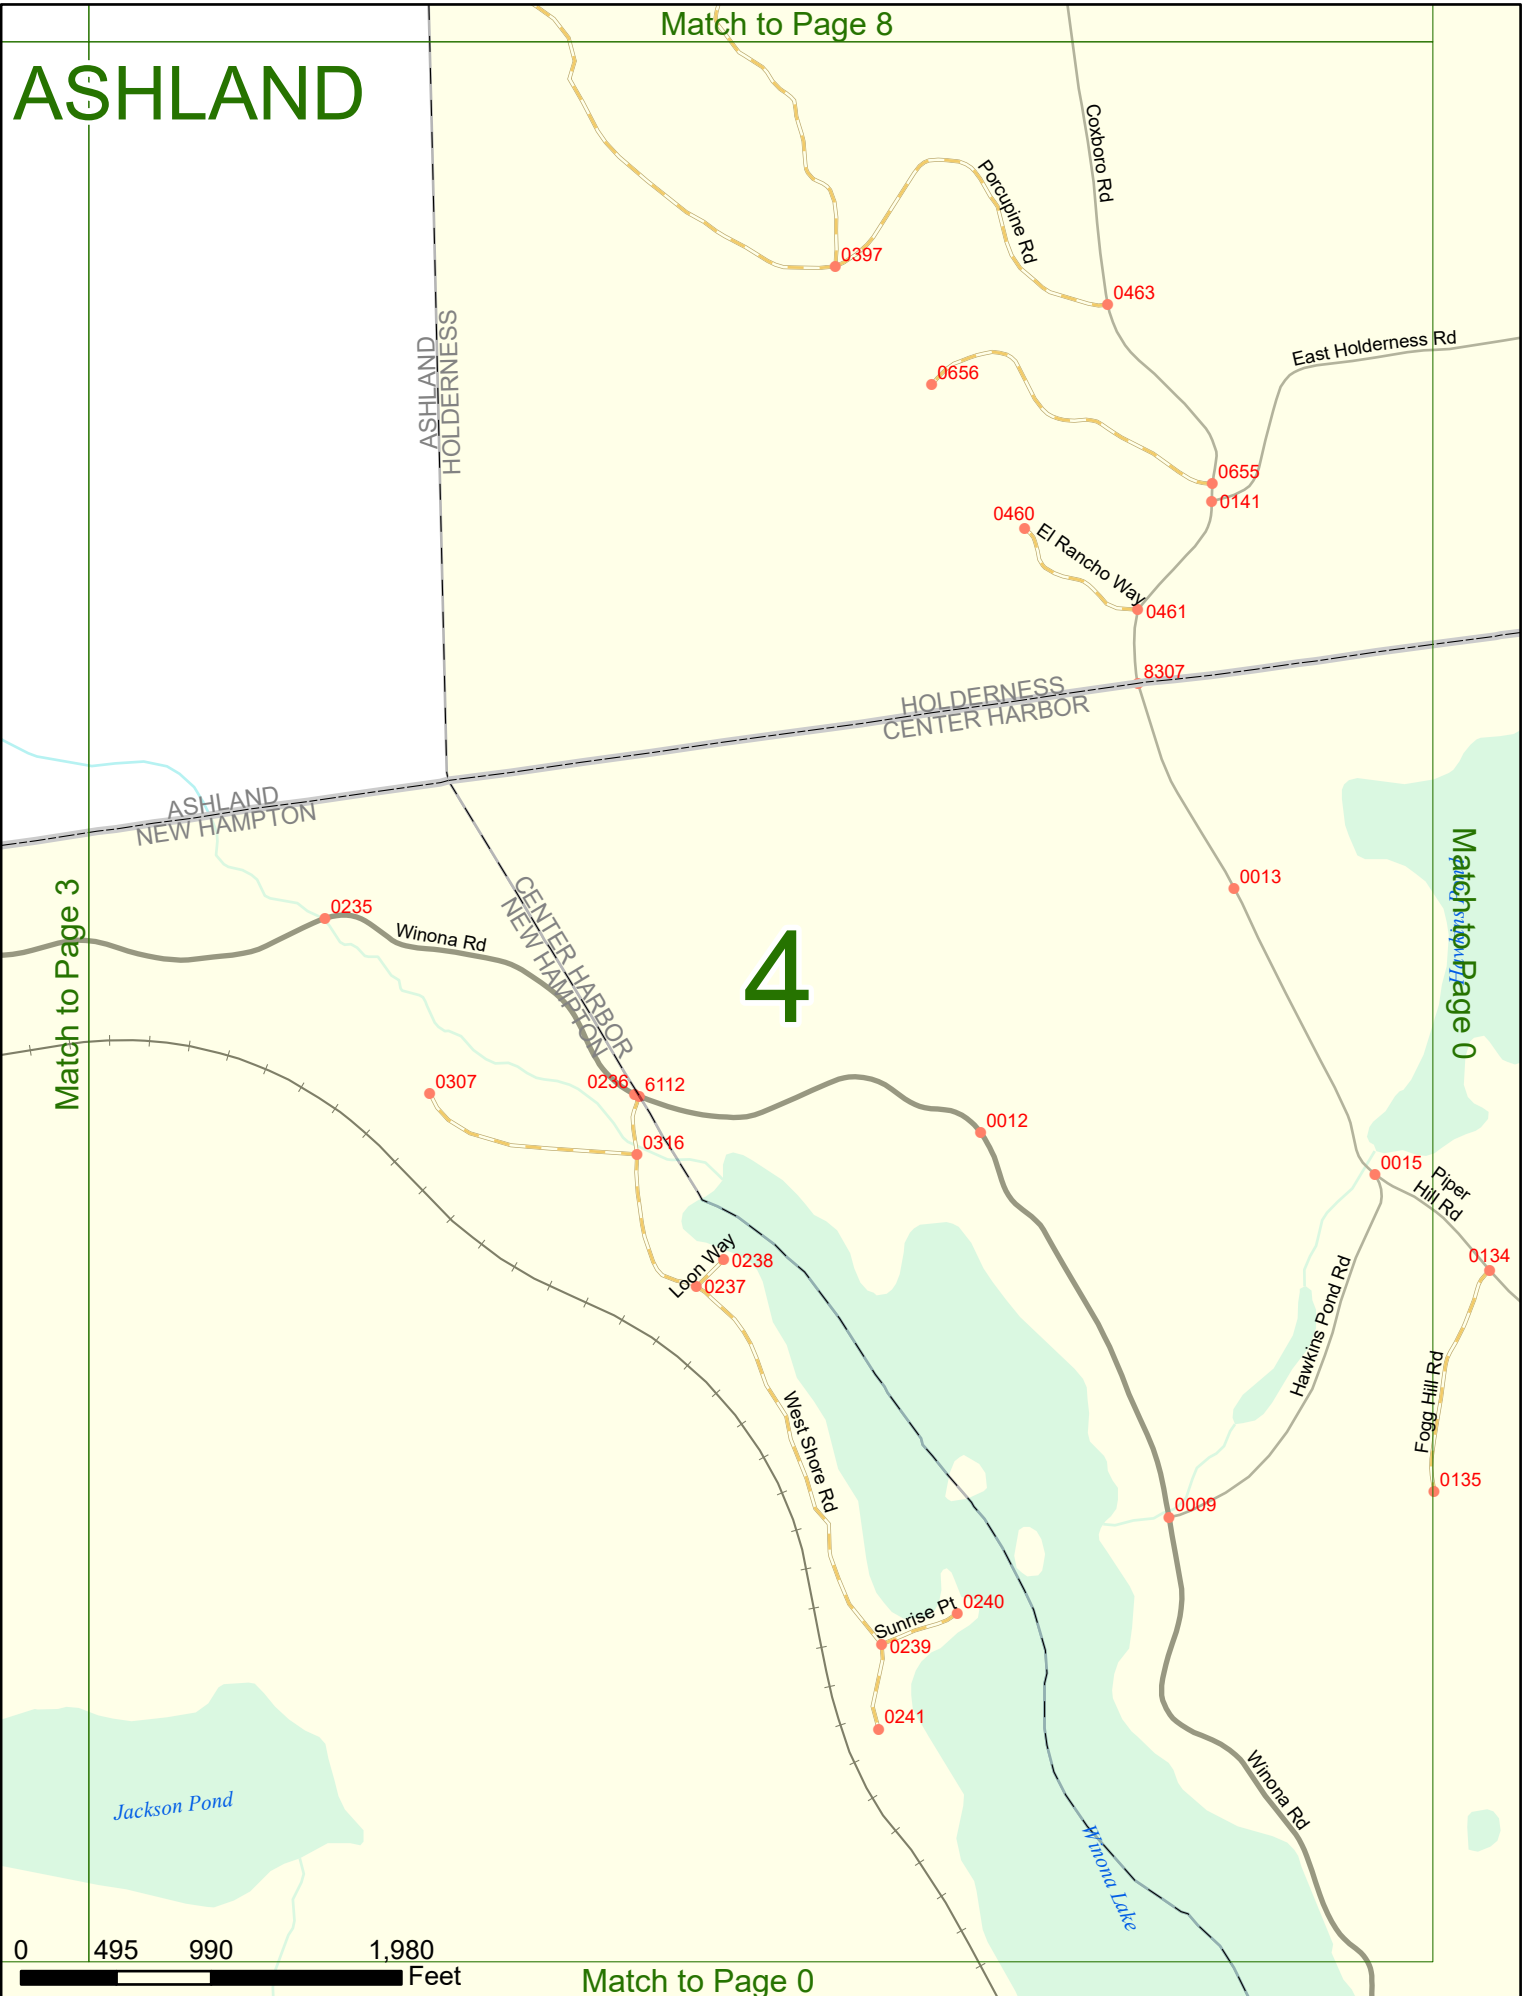 Match to Page 8
ASHLAND
Coxboro Rd
Porcupine Rd
0397
0463
ASHLAND
HOLDERNESS
East Holderness Rd
0656
0655
0141
0460
El Rancho Way
0461
8307
HOLDERNESS
CENTER HARBOR
ASHLAND
NEW HAMPTON
Match to Page 3
0235
Winona Rd
CENTER HARBOR
NEW HAMPTON
4
0013
Match to Page 0
Hawkins Pond
0307
0236
6112
0316
0012
0015
Piper
Hill Rd
0134
Loon Way
0238
0237
Hawkins Pond Rd
Fogg Hill Rd
0135
West Shore Rd
0009
Sunrise Pt
0240
0239
0241
Winona Rd
Jackson Pond
Winona Lake
0 495 990 1,980
Feet
Match to Page 0